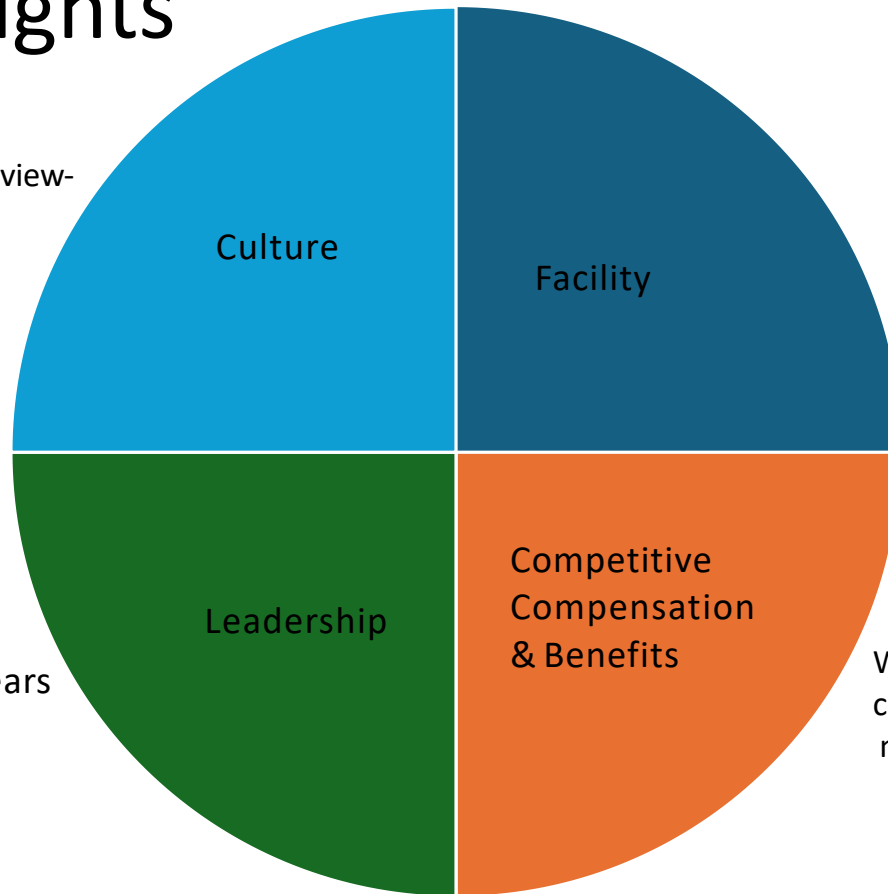 ights
view-
Culture
Facility
Competitive
Compensation
& Benefits
Leadership
ars